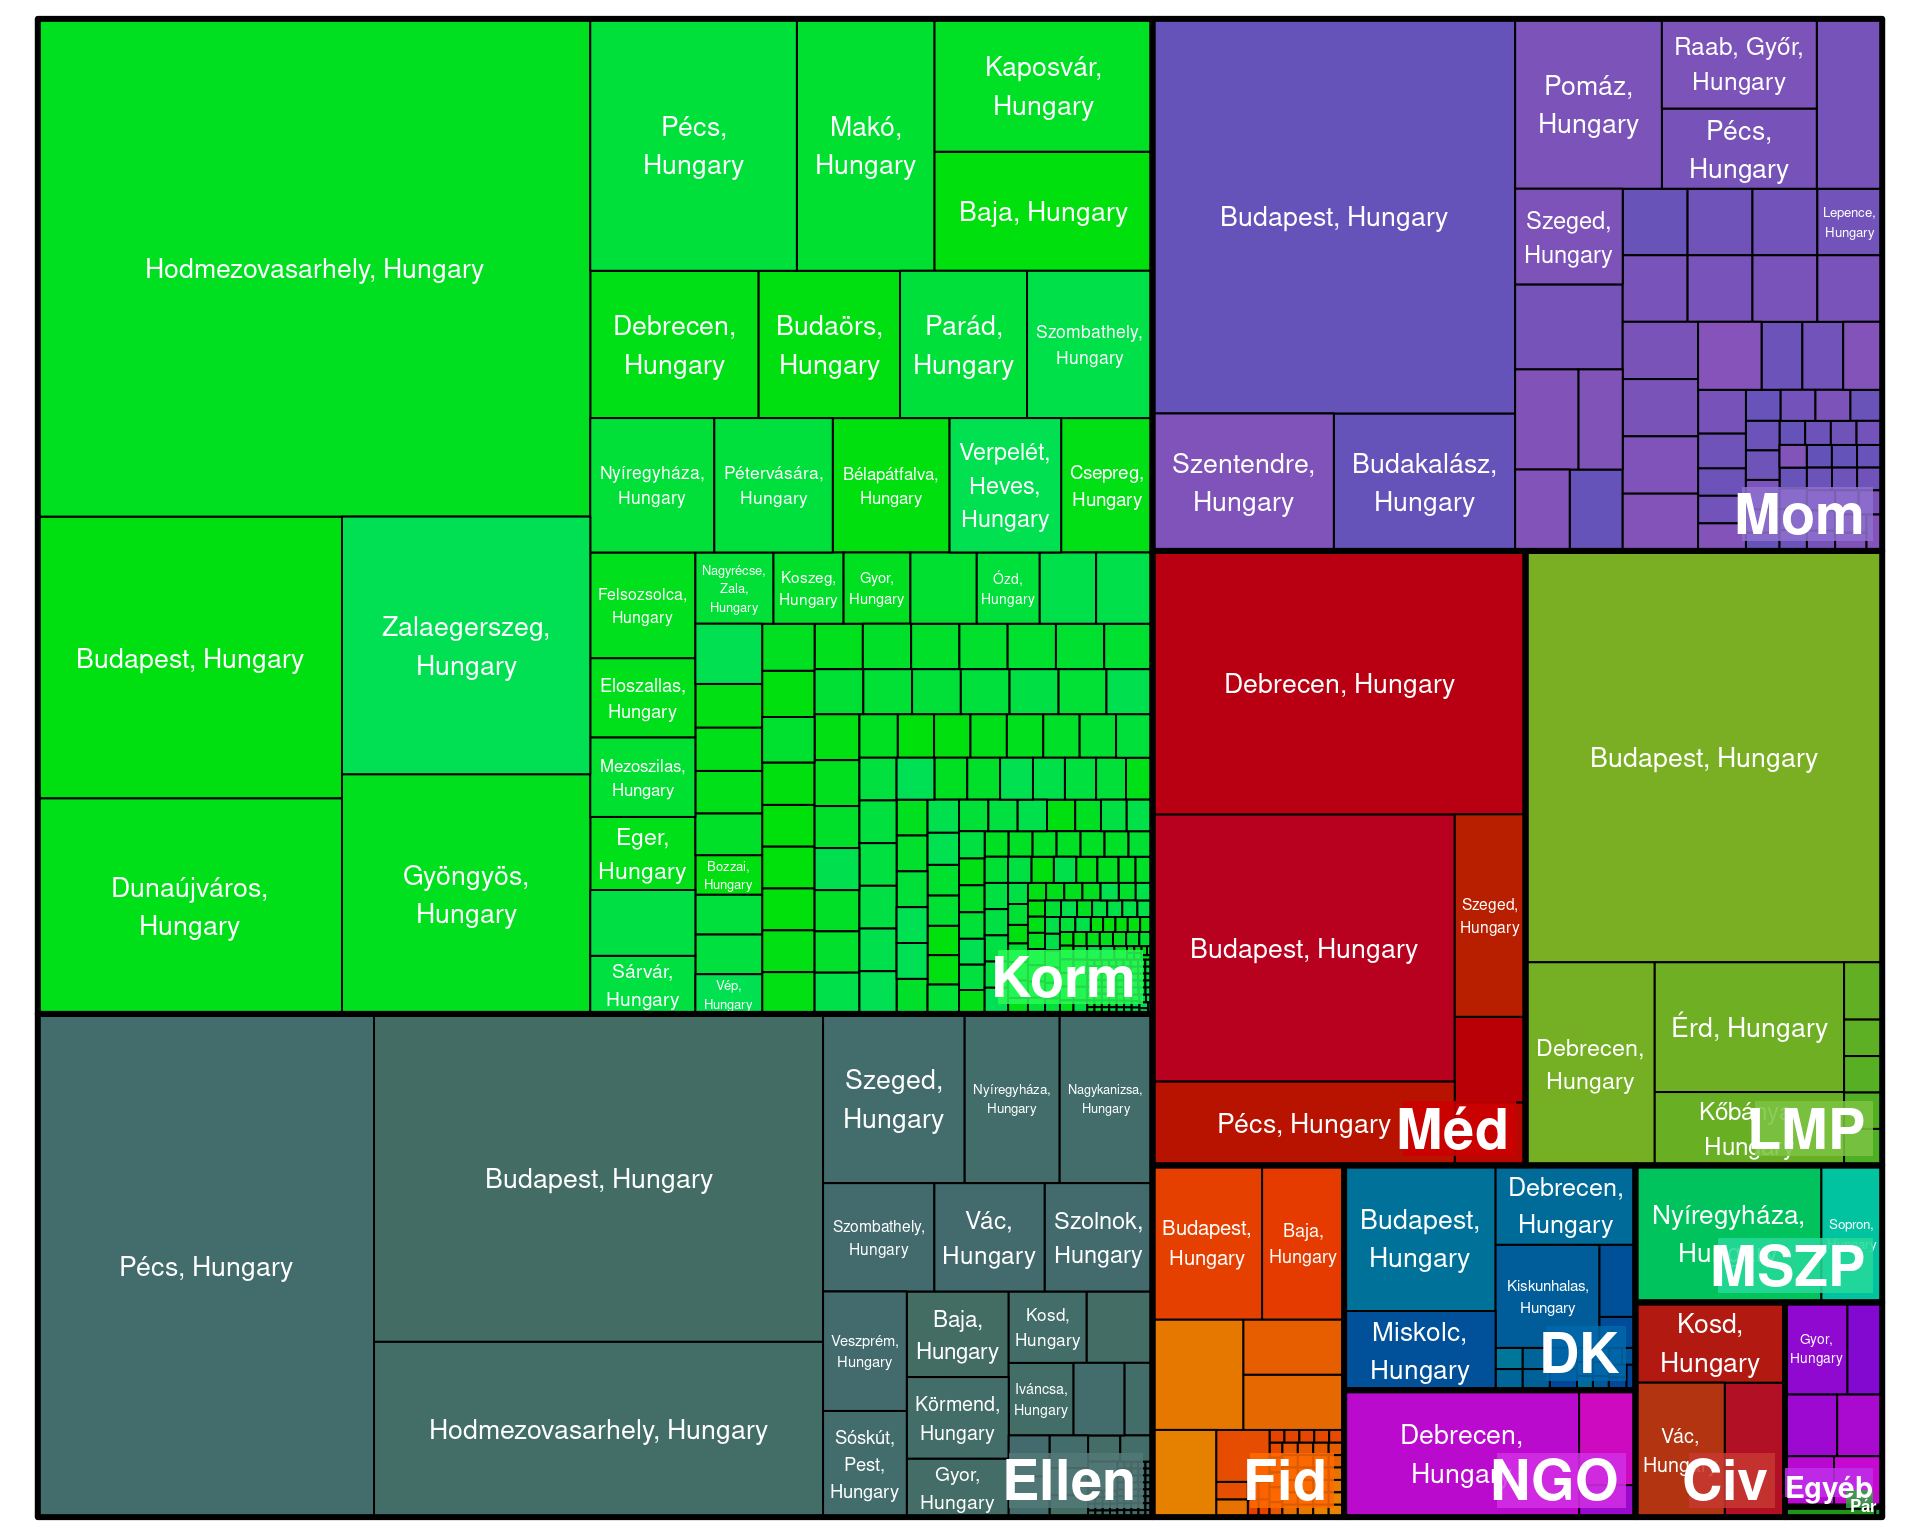 Hodmezovasarhely, Hungary
Budapest, Hungary
Zalaegerszeg,
Hungary
Dunaújváros,
Hungary
Gyöngyös,
Hungary
Pécs,
Hungary
Makó,
Hungary
Kaposvár,
Hungary
Baja, Hungary
Debrecen,
Hungary
Budaörs,
Hungary
Parád,
Hungary
Szombathely,
Hungary
Nyíregyháza,
Hungary
Pétervására,
Hungary
Bélapátfalva,
Hungary
Verpelét,
Heves,
Hungary
Csepreg,
Hungary
Felsozsolca,
Hungary
Nagyrécse,
Zala,
Hungary
Koszeg,
Hungary
Gyor,
Hungary
Ózd,
Hungary
Eloszallas,
Hungary
Mezoszilas,
Hungary
Eger,
Hungary
Bozzai,
Hungary
Sárvár,
Hungary
Vép,
Hungary
Korm
Budapest, Hungary
Pomáz,
Hungary
Raab, Győr,
Hungary
Pécs,
Hungary
Szeged,
Hungary
Lepence,
Hungary
Szentendre,
Hungary
Budakalász,
Hungary
Mom
Debrecen, Hungary
Budapest, Hungary
Szeged,
Hungary
Pécs, Hungary
Méd
Budapest, Hungary
Debrecen,
Hungary
Érd, Hungary
Kőbánya,
Hungary
LMP
Pécs, Hungary
Budapest, Hungary
Hodmezovasarhely, Hungary
Szeged,
Hungary
Nyíregyháza,
Hungary
Nagykanizsa,
Hungary
Szombathely,
Hungary
Vác,
Hungary
Szolnok,
Hungary
Veszprém,
Hungary
Baja,
Hungary
Kosd,
Hungary
Iváncsa,
Hungary
Körmend,
Hungary
Sóskút,
Pest,
Hungary
Gyor,
Hungary
Ellen
Budapest,
Hungary
Baja,
Hungary
Fid
Budapest,
Hungary
Debrecen,
Hungary
Kiskunhalas,
Hungary
Miskolc,
Hungary
DK
Debrecen,
Hungary
NGO
Nyíregyháza,
Hungary
Sopron,
Hungary
MSZP
Kosd,
Hungary
Vác,
Hungary
Civ
Gyor,
Hungary
Egyéb
Pár